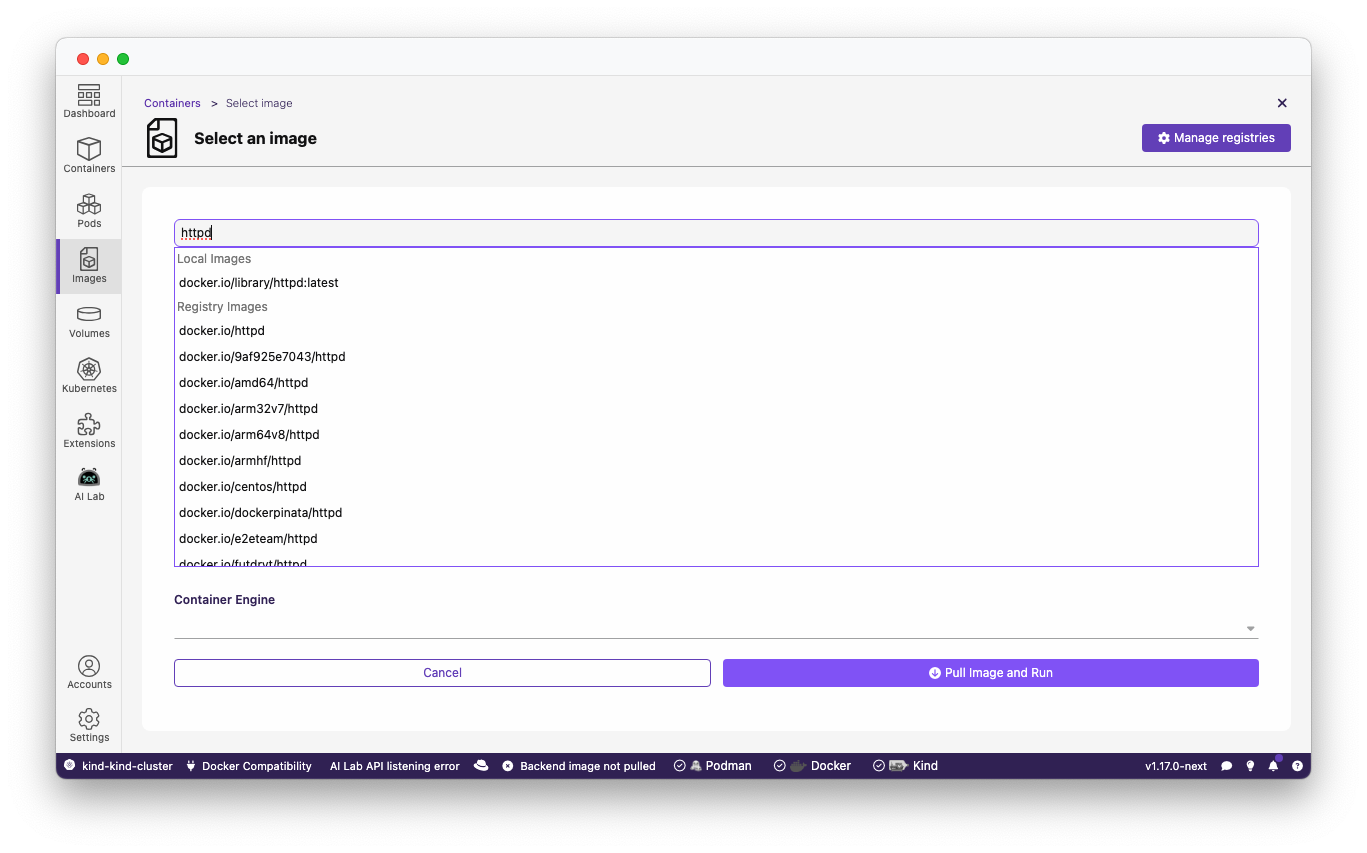 Dashboard
Containers
Pods
Images
Volumes
Kubernetes
Extensions
AI Lab
Accounts
Settings
Containers > Select image
Select an image
Manage registries
httpd
Local Images
docker.io/library/httpd:latest
Registry Images
docker.io/httpd
docker.io/9af925e7043/httpd
docker.io/amd64/httpd
docker.io/arm32v7/httpd
docker.io/arm64v8/httpd
docker.io/armhf/httpd
docker.io/centos/httpd
docker.io/dockerpinata/httpd
docker.io/e2eteam/httpd
docker.io/futdryt/httpd
Container Engine
Cancel
Pull Image and Run
kind-kind-cluster Docker Compatibility AI Lab API listening error Backend image not pulled Podman Docker Kind v1.17.0-next